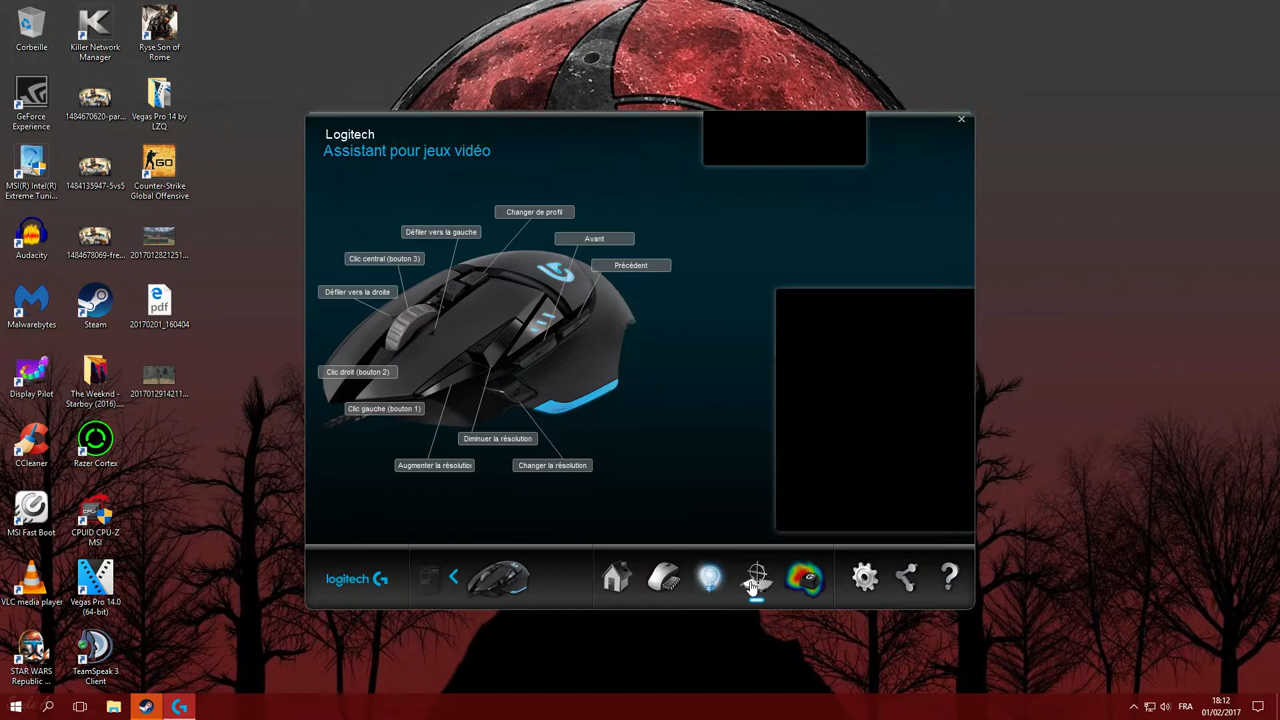 Corbeille
Killer Network
Manager
Ryse Son of
Rome
GeForce
Experience
1484670620-par...
Vegas Pro 14 by
LZQ
MSI(R) Intel(R)
Extreme Tuni...
1484135947-5vs5
Counter-Strike
Global Offensive
Audacity
1484678069-fre...
2017012821251...
Malwarebytes
Steam
pdf
20170201_160404
Display Pilot
The Weeknd -
Starboy (2016)....
2017012914211...
CCleaner
Razer Cortex
MSI Fast Boot
CPUID CPU-Z
MSI
VLC media player
Vegas Pro 14.0
(64-bit)
STAR WARS
Republic ...
TeamSpeak 3
Client
Logitech
Assistant pour jeux vidéo
Changer de profil
Défiler vers la gauche
Avant
Clic central (bouton 3)
Précédent
Défiler vers la droite
Clic droit (bouton 2)
Clic gauche (bouton 1)
Diminuer la résolution
Augmenter la résolution
Changer la résolution
logitech G
FRA
18:12
01/02/2017